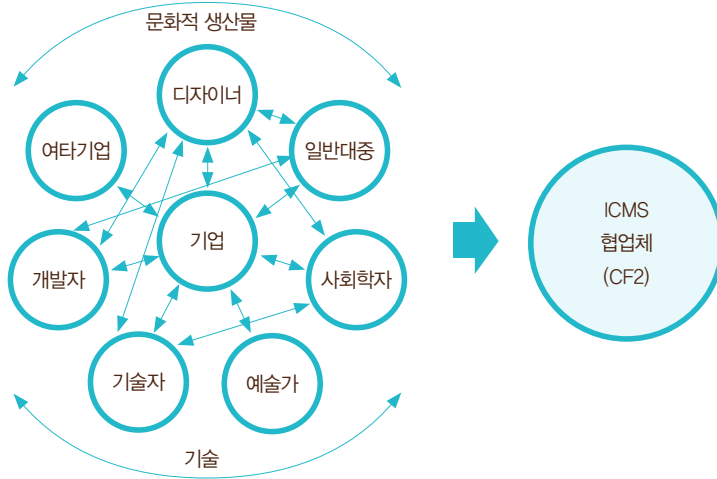 문화적 생산물
디자이너
여타기업
일반대중
기업
개발자
사회학자
기술자
예술가
기술
ICMS
협업체
(CF2)